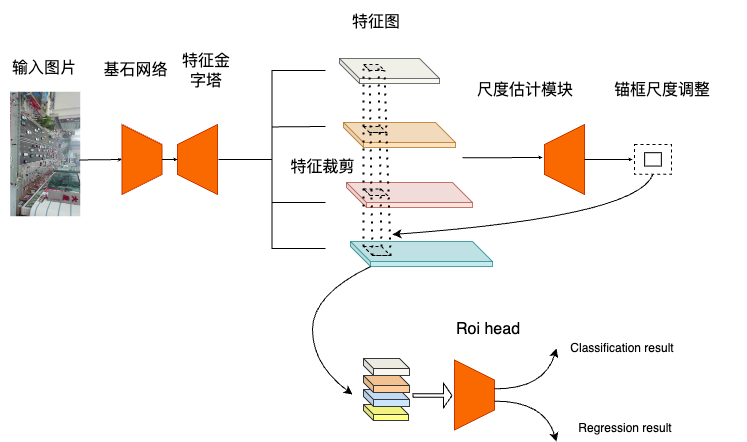 特征图
输入图片
基石网络
特征金
字塔
尺度估计模块
锚框尺度调整
特征裁剪
Roi head
Classification result
Regression result